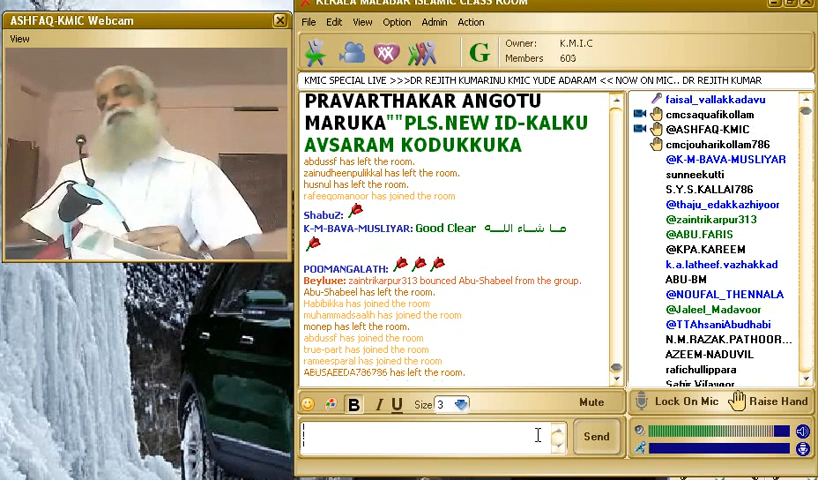 ASHFAQ-KMIC Webcam
View
KERALA MALABAR ISLAMIC CLASS ROOM
File Edit View Option Admin Action
G
Owner: K.M.I.C
Members 603
KMIC SPECIAL LIVE >>>DR REJITH KUMARINU KMIC YUDE ADARAM << NOW ON MIC.. DR REJITH KUMAR
PRAVARTHAKAR ANGOTU
MARUKA""PLS.NEW ID-KALKU
AVSARAM KODUKKUKA
abdussf has left the room.
zainudheenpulikkal has left the room.
husnul has left the room.
rafeeqomanoor has joined the room
ShabuZ:
K-M-BAVA-MUSLIYAR: Good Clear ما شاء الله
POOMANGALATH:
Beyluxe: zaintrikarpur313 bounced Abu-Shabeel from the group.
Abu-Shabeel has left the room.
Habibikka has joined the room
muhammadsaalih has joined the room
monep has left the room.
abdussf has joined the room
true-part has joined the room
rameesparal has joined the room
ABUSAEEDA786786 has left the room.
faisal_vallakkadavu
cmcsaquafikollam
@ASHFAQ-KMIC
cmcjouharikollam786
@K-M-BAVA-MUSLIYAR
sunneekutti
S.Y.S.KALLAI786
@thaju_edakkazhiyoor
@zaintrikarpur313
@ABU.FARIS
@KPA.KAREEM
k.a.latheef.vazhakkad
ABU-BM
@NOUFAL_THENNALA
@Jaleel_Madavoor
@TTAhsaniAbudhabi
N.M.RAZAK.PATHOOR...
AZEEM-NADUVIL
rafichullippara
B I U Size 3 Mute
Lock On Mic Raise Hand
Send